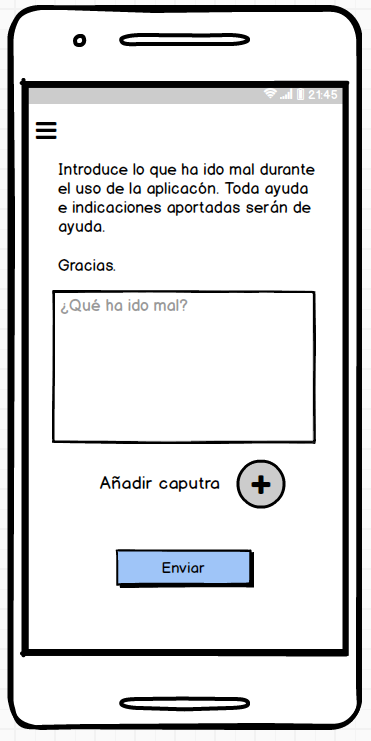 21:45
Introduce lo que ha ido mal durante
el uso de la aplicacón. Toda ayuda
e indicaciones aportadas serán de
ayuda.
Gracias.
¿Qué ha ido mal?
Añadir caputra
Enviar